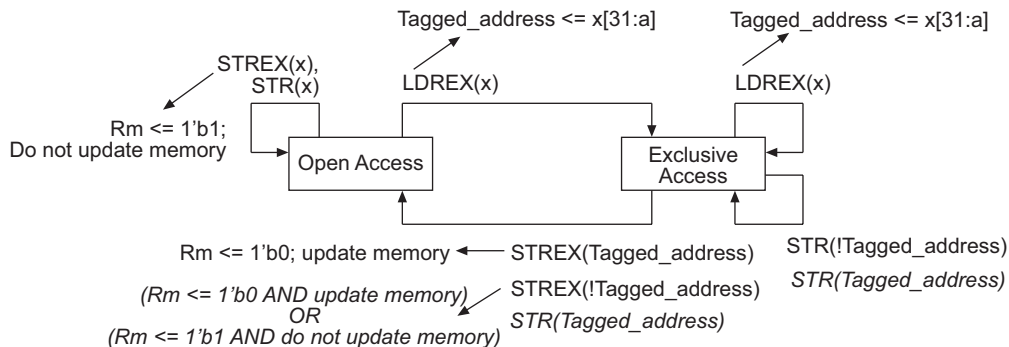 Tagged_address <= x[31:a]
Tagged_address <= x[31:a]
STREX(x),
STR(x)
LDREX(x)
LDREX(x)
Rm <= 1'b1;
Do not update memory
Open Access
Exclusive
Access
Rm <= 1'b0; update memory
STREX(Tagged_address)
STR(!Tagged_address)
STR(Tagged_address)
(Rm <= 1'b0 AND update memory)
OR
(Rm <= 1'b1 AND do not update memory)
STREX(!Tagged_address)
STR(Tagged_address)